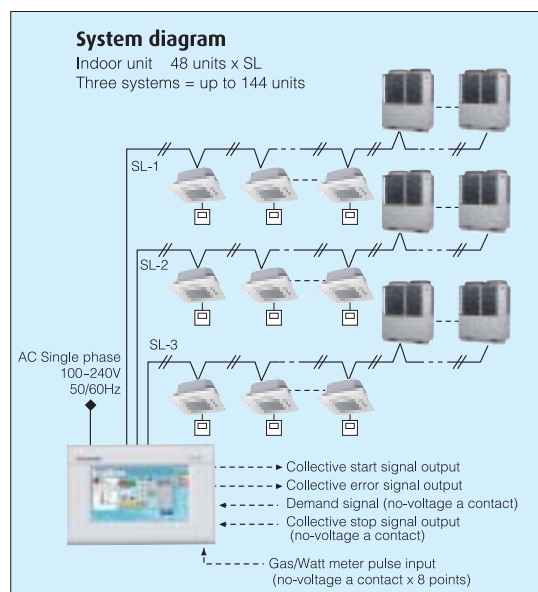 System diagram
Indoor unit 48 units x SL
Three systems = up to 144 units
SL-1
SL-2
SL-3
AC Single phase
100-240V
50/60Hz
Collective start signal output
Collective error signal output
Demand signal (no-voltage a contact)
Collective stop signal output
(no-voltage a contact)
Gas/Watt meter pulse input
(no-voltage a contact x 8 points)